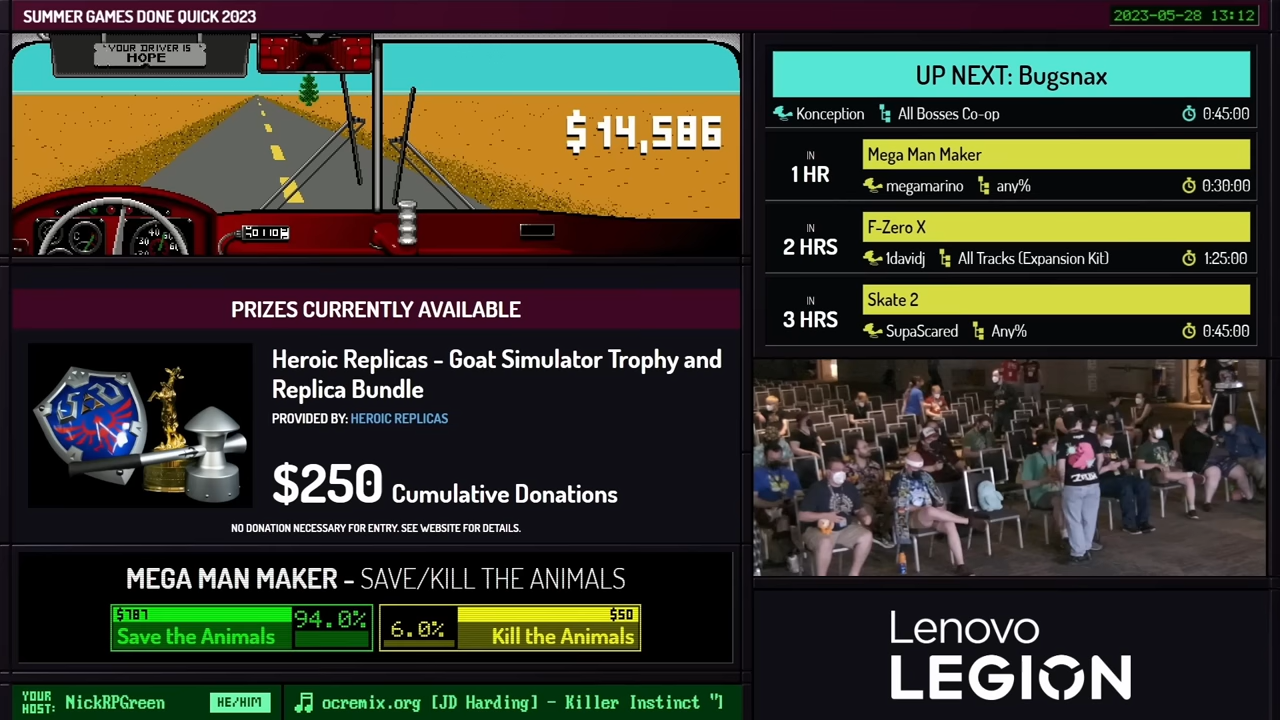 SUMMER GAMES DONE QUICK 2023
2023-05-28 13:12
YOUR DRIVER IS
HOPE
$14,586
UP NEXT: Bugsnax
Konception All Bosses Co-op 0:45:00
IN
1 HR
Mega Man Maker
megamarino any% 0:30:00
IN
2 HRS
F-Zero X
1davidj All Tracks (Expansion Kit) 1:25:00
IN
3 HRS
Skate 2
SupaScared Any% 0:45:00
PRIZES CURRENTLY AVAILABLE
Heroic Replicas - Goat Simulator Trophy and
Replica Bundle
PROVIDED BY: HEROIC REPLICAS
$250 Cumulative Donations
NO DONATION NECESSARY FOR ENTRY. SEE WEBSITE FOR DETAILS.
MEGA MAN MAKER - SAVE/KILL THE ANIMALS
$787 94.0%
Save the Animals
6.0% $50
Kill the Animals
YOUR
HOST: NickRPGreen HE/HIM
ocremix.org [JD Harding] - Killer Instinct "]
Lenovo
LEGION